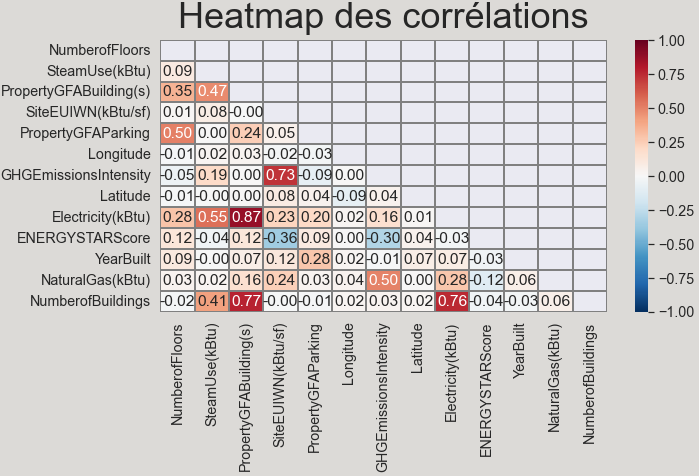 Heatmap des corrélations
NumberofFloors
SteamUse(kBtu) 0.09
PropertyGFABuilding(s) 0.35 0.47
SiteEUIWN(kBtu/sf) 0.01 0.08 -0.00
PropertyGFAParking 0.50 0.00 0.24 0.05
Longitude -0.01 0.02 0.03 -0.02 -0.03
GHGEmissionsIntensity -0.05 0.19 0.00 0.73 -0.09 0.00
Latitude -0.01 -0.00 0.00 0.08 0.04 -0.09 0.04
Electricity(kBtu) 0.28 0.55 0.87 0.23 0.20 0.02 0.16 0.01
ENERGYSTARScore 0.12 -0.04 0.12 -0.36 0.09 0.00 -0.30 0.04 -0.03
YearBuilt 0.09 -0.00 0.07 0.12 0.28 0.02 -0.01 0.07 0.07 -0.03
NaturalGas(kBtu) 0.03 0.02 0.16 0.24 0.03 0.04 0.50 0.00 0.28 -0.12 0.06
NumberofBuildings -0.02 0.41 0.77 -0.00 -0.01 0.02 0.03 0.02 0.76 -0.04 -0.03 0.06
NumberofFloors
SteamUse(kBtu)
PropertyGFABuilding(s)
SiteEUIWN(kBtu/sf)
PropertyGFAParking
Longitude
GHGEmissionsIntensity
Latitude
Electricity(kBtu)
ENERGYSTARScore
YearBuilt
NaturalGas(kBtu)
NumberofBuildings
1.00
0.75
0.50
0.25
0.00
−0.25
−0.50
−0.75
−1.00